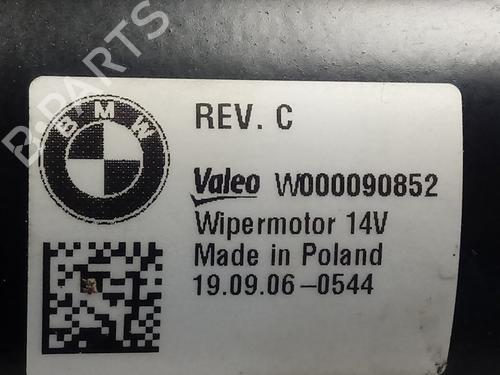 B-PARTS
BMW
REV. C
Valeo W000090852
Wipermotor 14V
Made in Poland
19.09.06-0544